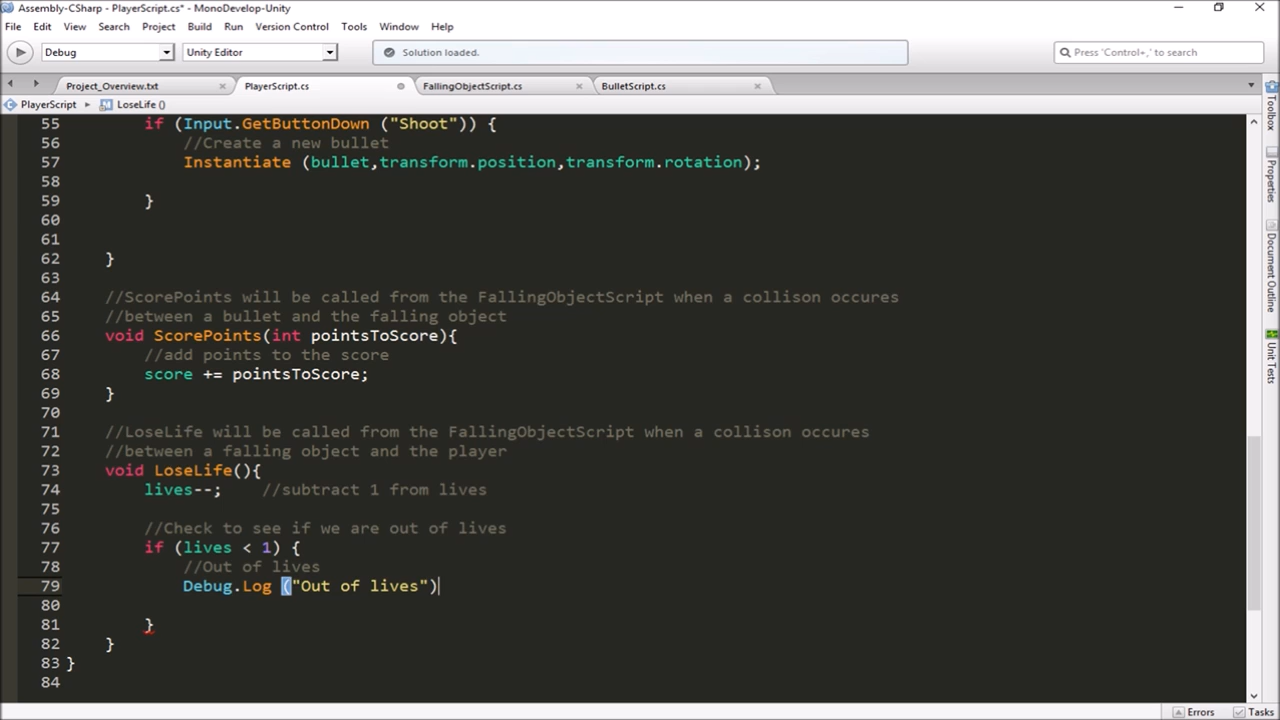 Assembly-CSharp - PlayerScript.cs* - MonoDevelop-Unity
File Edit View Search Project Build Run Version Control Tools Window Help
Debug Unity Editor Solution loaded. Press 'Control+,' to search
Project_Overview.txt PlayerScript.cs FallingObjectScript.cs BulletScript.cs
PlayerScript LoseLife ()
55 if (Input.GetButtonDown ("Shoot")) {
56 //Create a new bullet
57 Instantiate (bullet,transform.position,transform.rotation);
58
59 }
60
61
62 }
63
64 //ScorePoints will be called from the FallingObjectScript when a collison occures
65 //between a bullet and the falling object
66 void ScorePoints(int pointsToScore){
67 //add points to the score
68 score += pointsToScore;
69 }
70
71 //LoseLife will be called from the FallingObjectScript when a collison occures
72 //between a falling object and the player
73 void LoseLife(){
74 lives--; //subtract 1 from lives
75
76 //Check to see if we are out of lives
77 if (lives < 1) {
78 //Out of lives
79 Debug.Log ("Out of lives")
80
81 }
82 }
83 }
84
Toolbox
Properties
Document Outline
Unit Tests
Errors Tasks